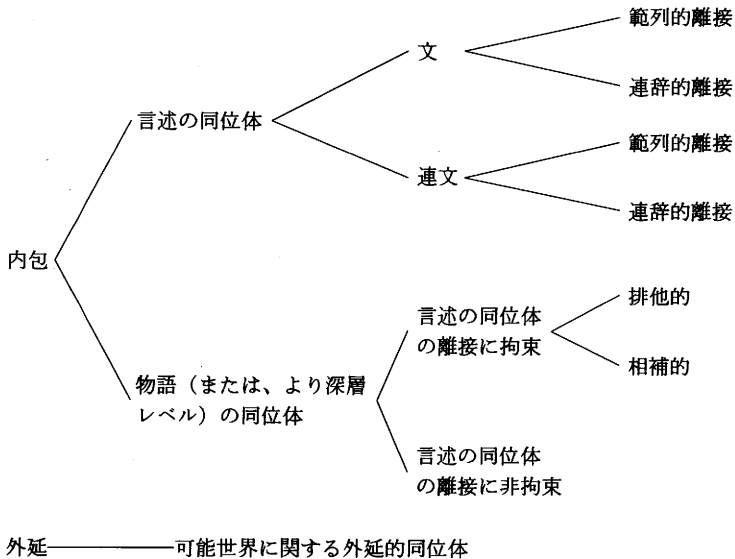 範列的離接
文
連辞的離接
言述の同位体
範列的離接
連文
連辞的離接
内包
排他的
言述の同位体
の離接に拘束
相補的
物語（または、より深層
レベル）の同位体
言述の同位体
の離接に非拘束
外延 可能世界に関する外延的同位体